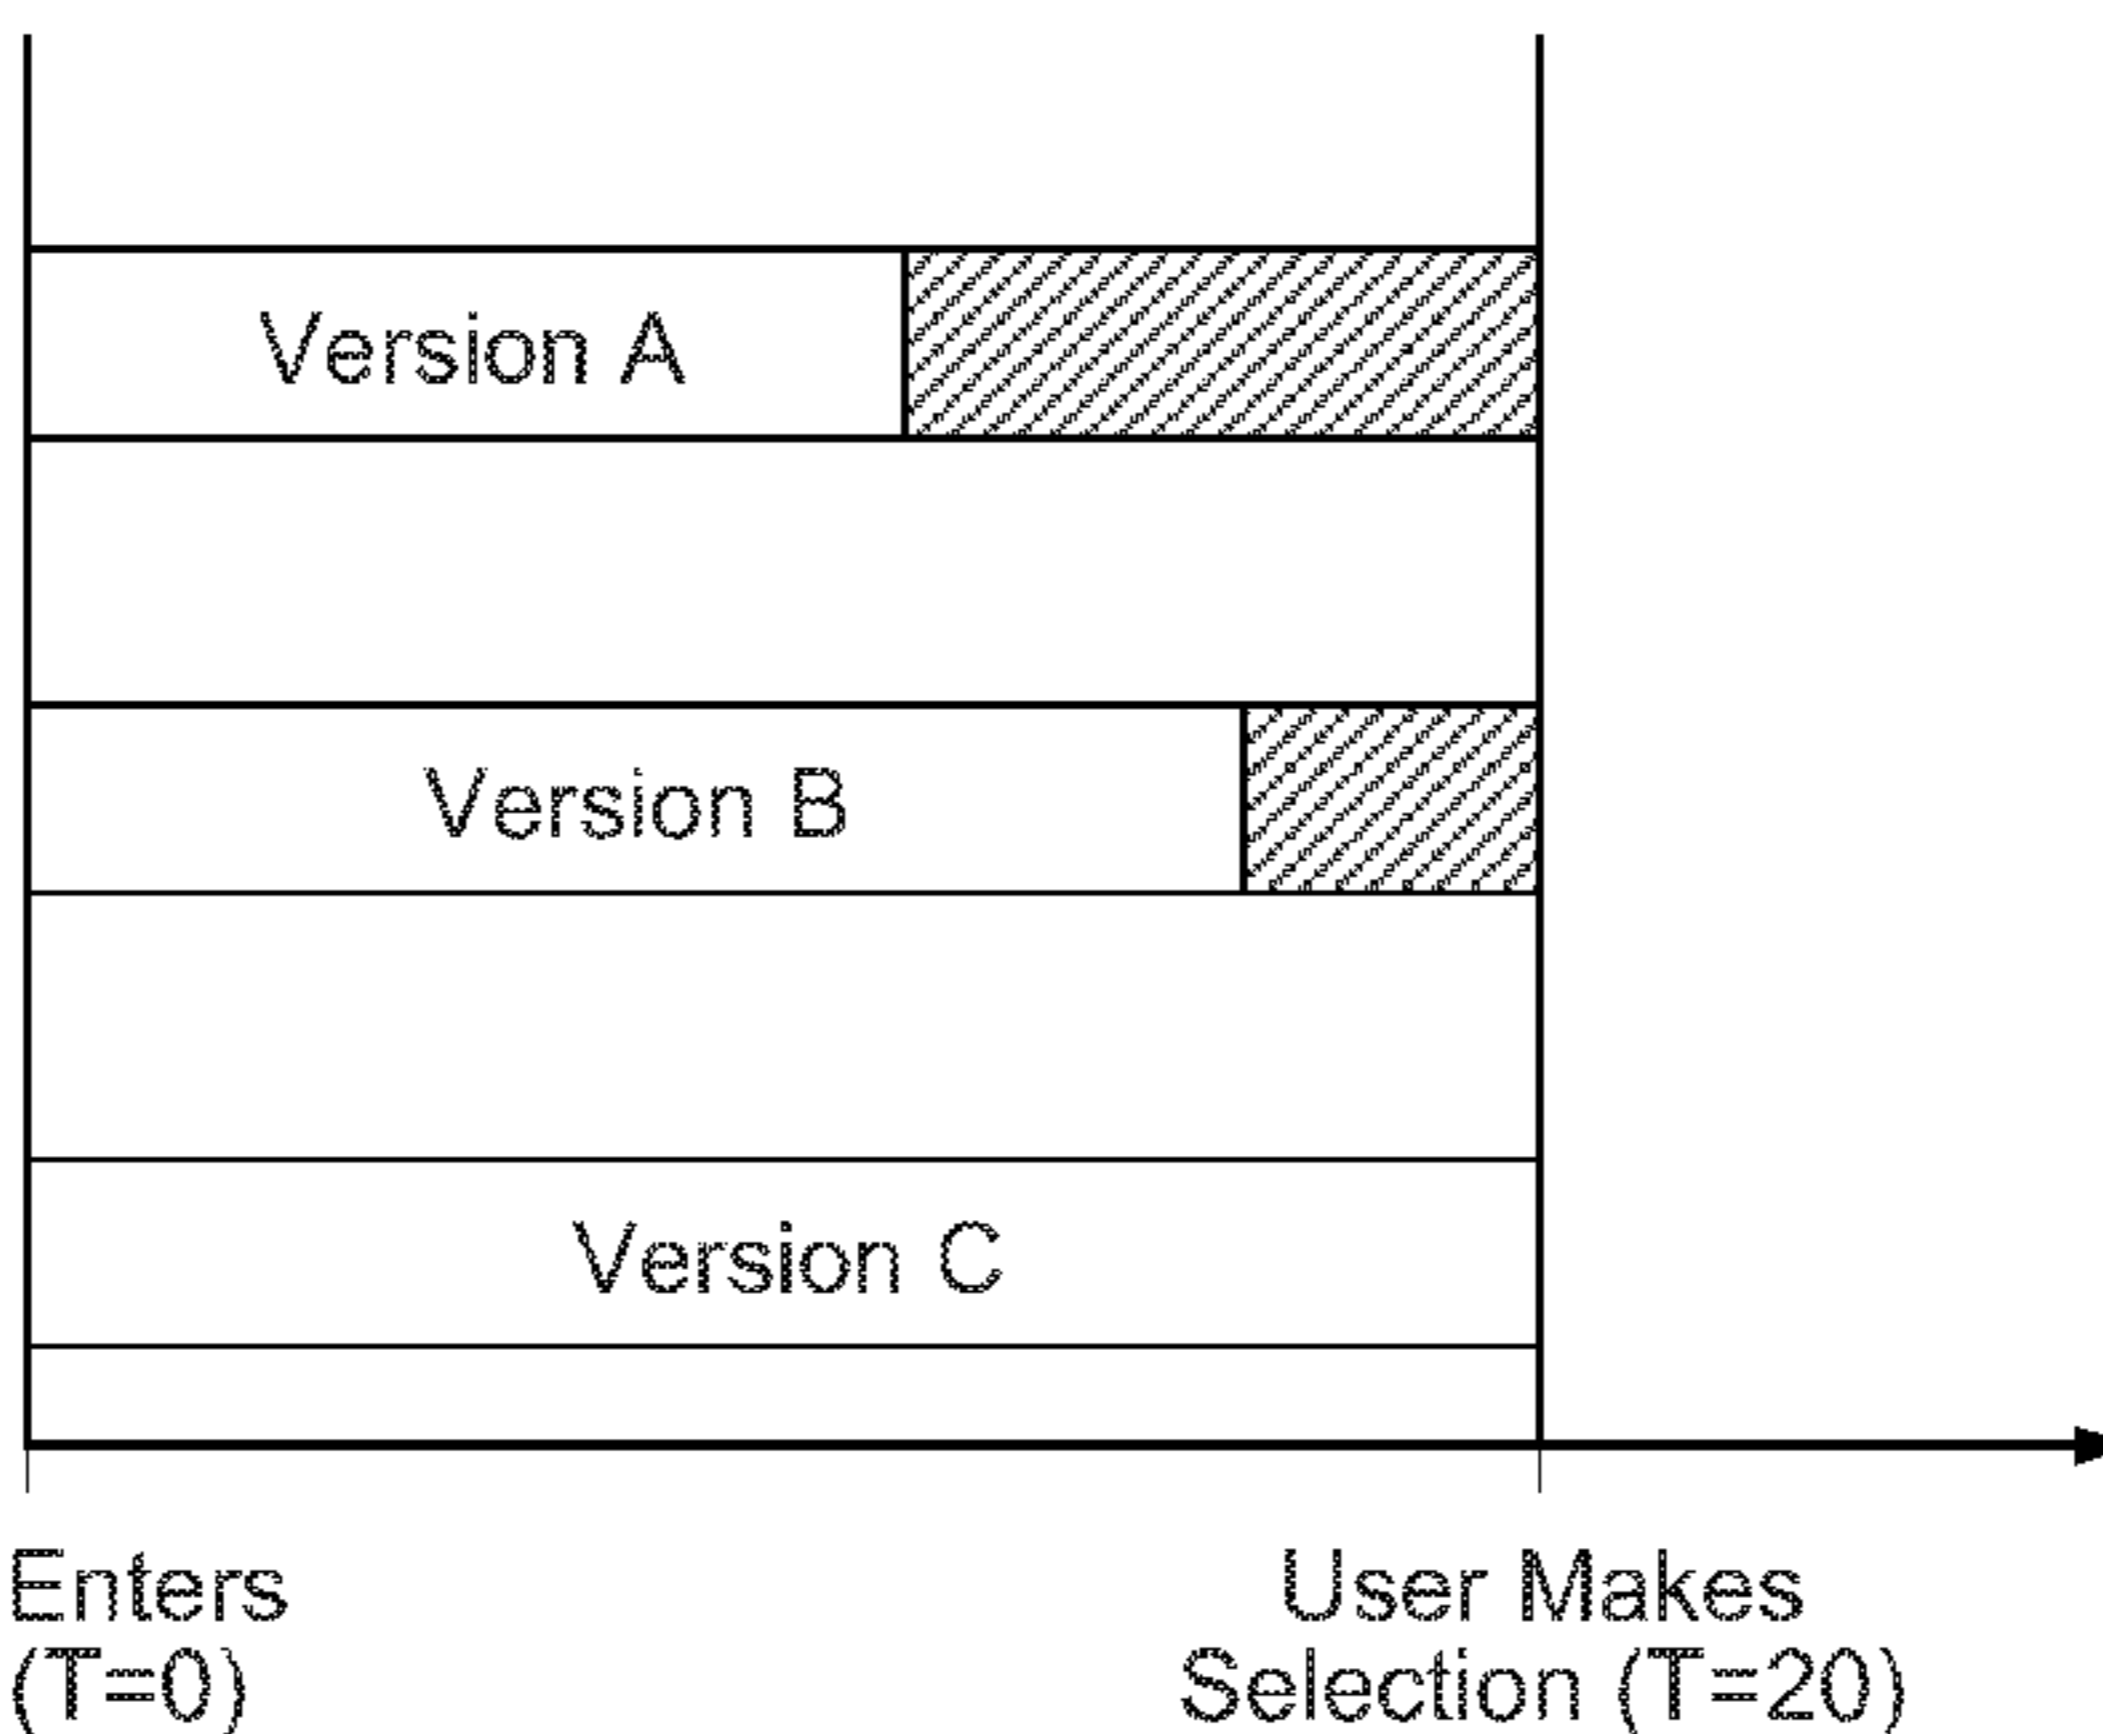 Version A
Version B
Version C
Enters
(T=0)
User Makes
Selection (T=20)